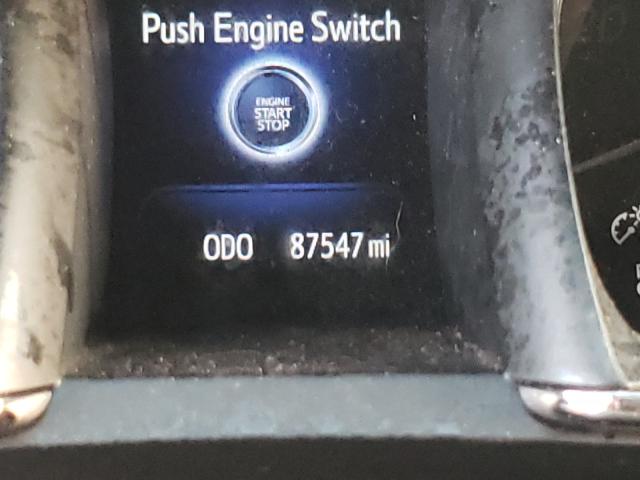 Push Engine Switch
ENGINE
START
STOP
ODO 87547 mi